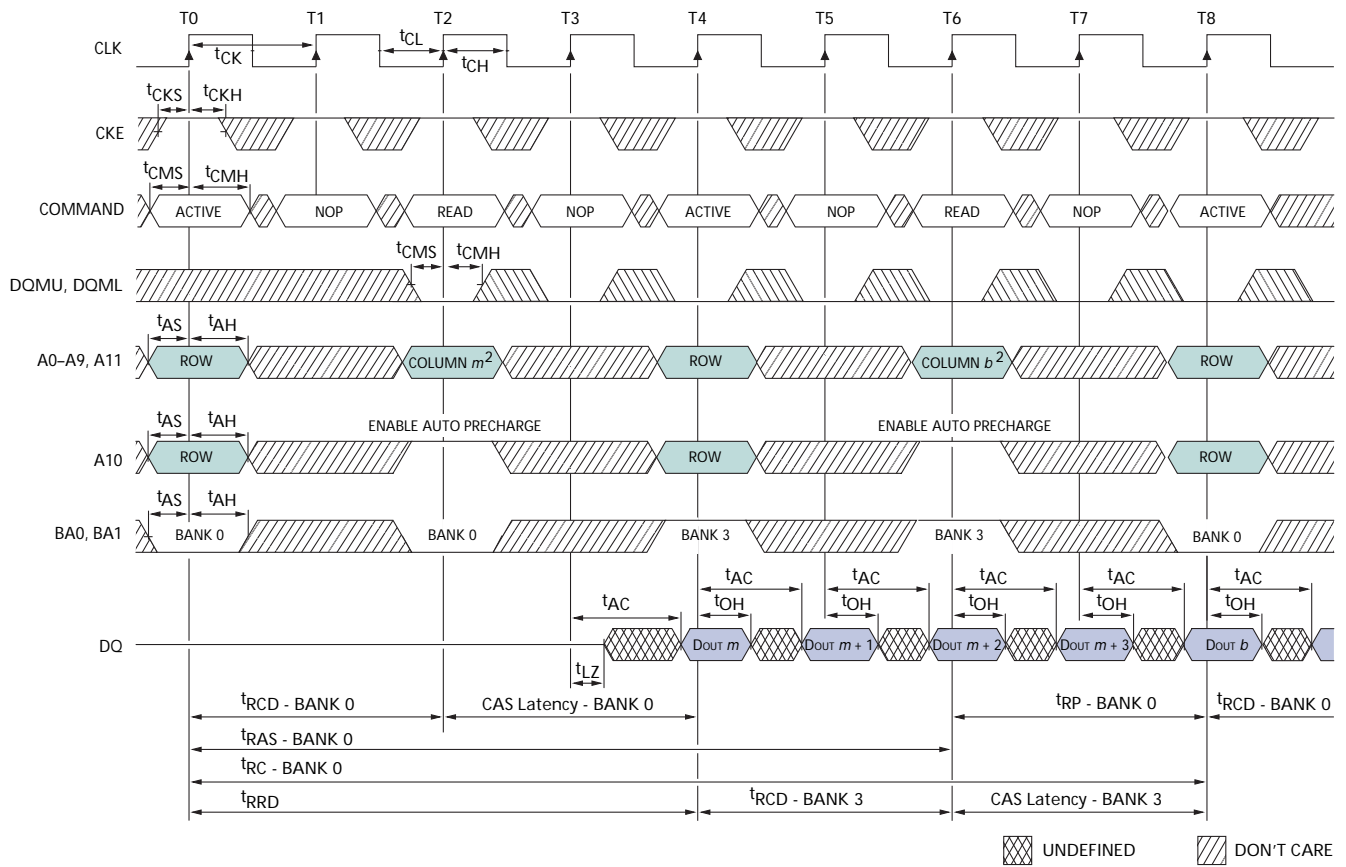 T0 T1 T2 T3 T4 T5 T6 T7 T8
CLK tCK tCL tCH
tCKS tCKH
CKE
tCMS tCMH
COMMAND ACTIVE NOP READ NOP ACTIVE NOP READ NOP ACTIVE
tCMS tCMH
DQMU, DQML
tAS tAH
A0–A9, A11 ROW COLUMN m² ROW COLUMN b² ROW
tAS tAH ENABLE AUTO PRECHARGE ENABLE AUTO PRECHARGE
A10 ROW ROW ROW
tAS tAH
BA0, BA1 BANK 0 BANK 0 BANK 3 BANK 3 BANK 0
tAC tAC tAC tAC tAC tAC
tOH tOH tOH tOH tOH
DQ DOUT m DOUT m + 1 DOUT m + 2 DOUT m + 3 DOUT b
tLZ
tRCD - BANK 0 CAS Latency - BANK 0 tRP - BANK 0 tRCD - BANK 0
tRAS - BANK 0
tRC - BANK 0
tRRD tRCD - BANK 3 CAS Latency - BANK 3
UNDEFINED DON'T CARE